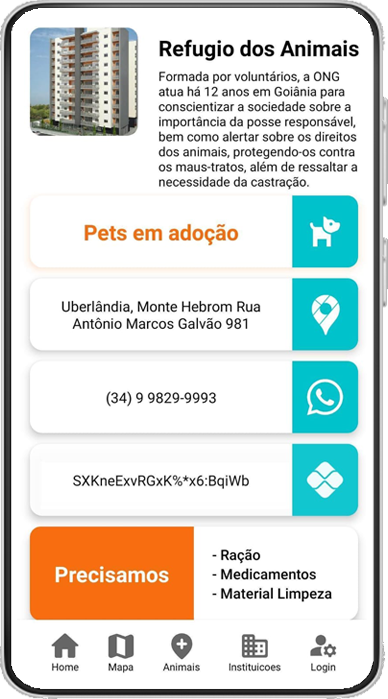 Refugio dos Animais
Formada por voluntários, a ONG
atua há 12 anos em Goiânia para
conscientizar a sociedade sobre a
importância da posse responsável,
bem como alertar sobre os direitos
dos animais, protegendo-os contra
os maus-tratos, além de ressaltar a
necessidade da castração.
Pets em adoção
Uberlândia, Monte Hebrom Rua
Antônio Marcos Galvão 981
(34) 9 9829-9993
SXKneExvRGxK%*x6:BqiWb
Precisamos
- Ração
- Medicamentos
- Material Limpeza
Home Mapa Animais Instituicoes Login